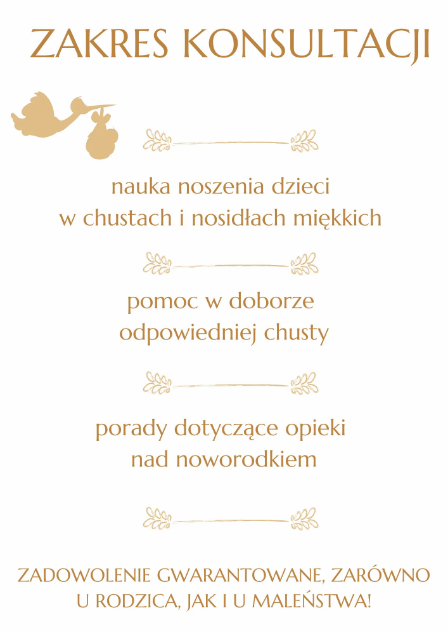 ZAKRES KONSULTACJI
nauka noszenia dzieci
w chustach i nosidłach miękkich
pomoc w doborze
odpowiedniej chusty
porady dotyczące opieki
nad noworodkiem
ZADOWOLENIE GWARANTOWANE, ZARÓWNO
U RODZICA, JAK I U MALEŃSTWA!